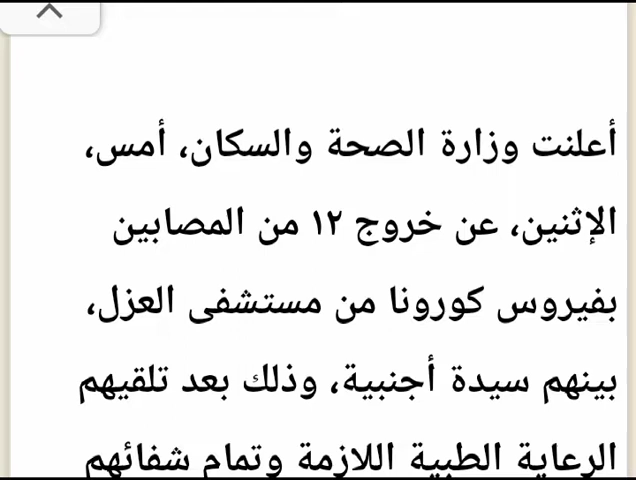 أعلنت وزارة الصحة والسكان، أمس،
الإثنين، عن خروج ١٢ من المصابين
بفيروس كورونا من مستشفى العزل،
بينهم سيدة أجنبية، وذلك بعد تلقيهم
الرعاية الطبية اللازمة وتمام شفائهم